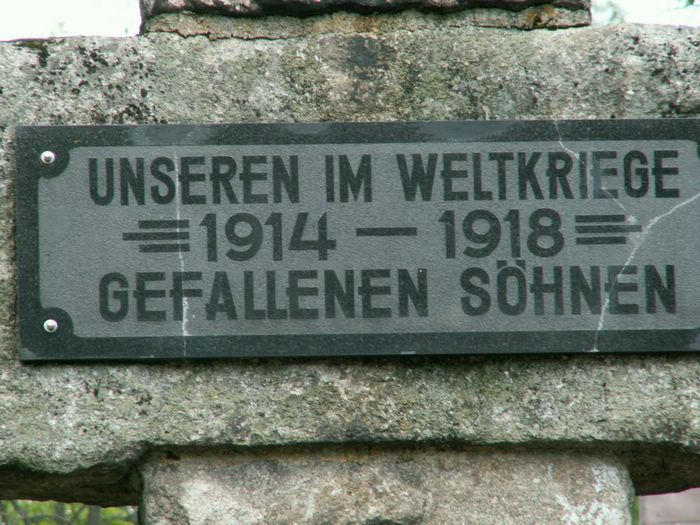 UNSEREN IM WELTKRIEGE
1914 — 1918
GEFALLENEN SÖHNEN